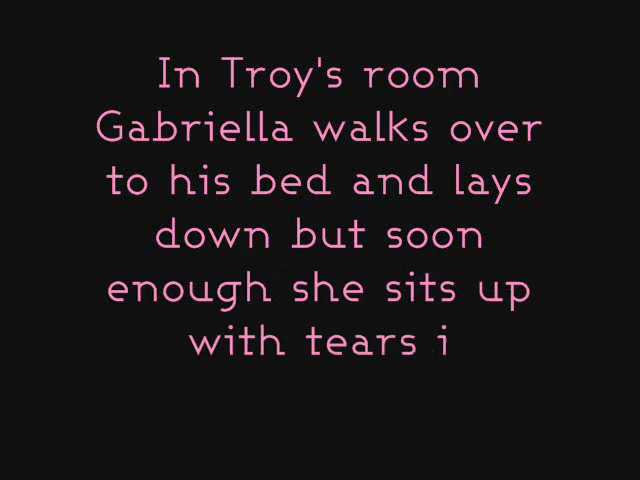 In Troy's room
Gabriella walks over
to his bed and lays
down but soon
enough she sits up
with tears i